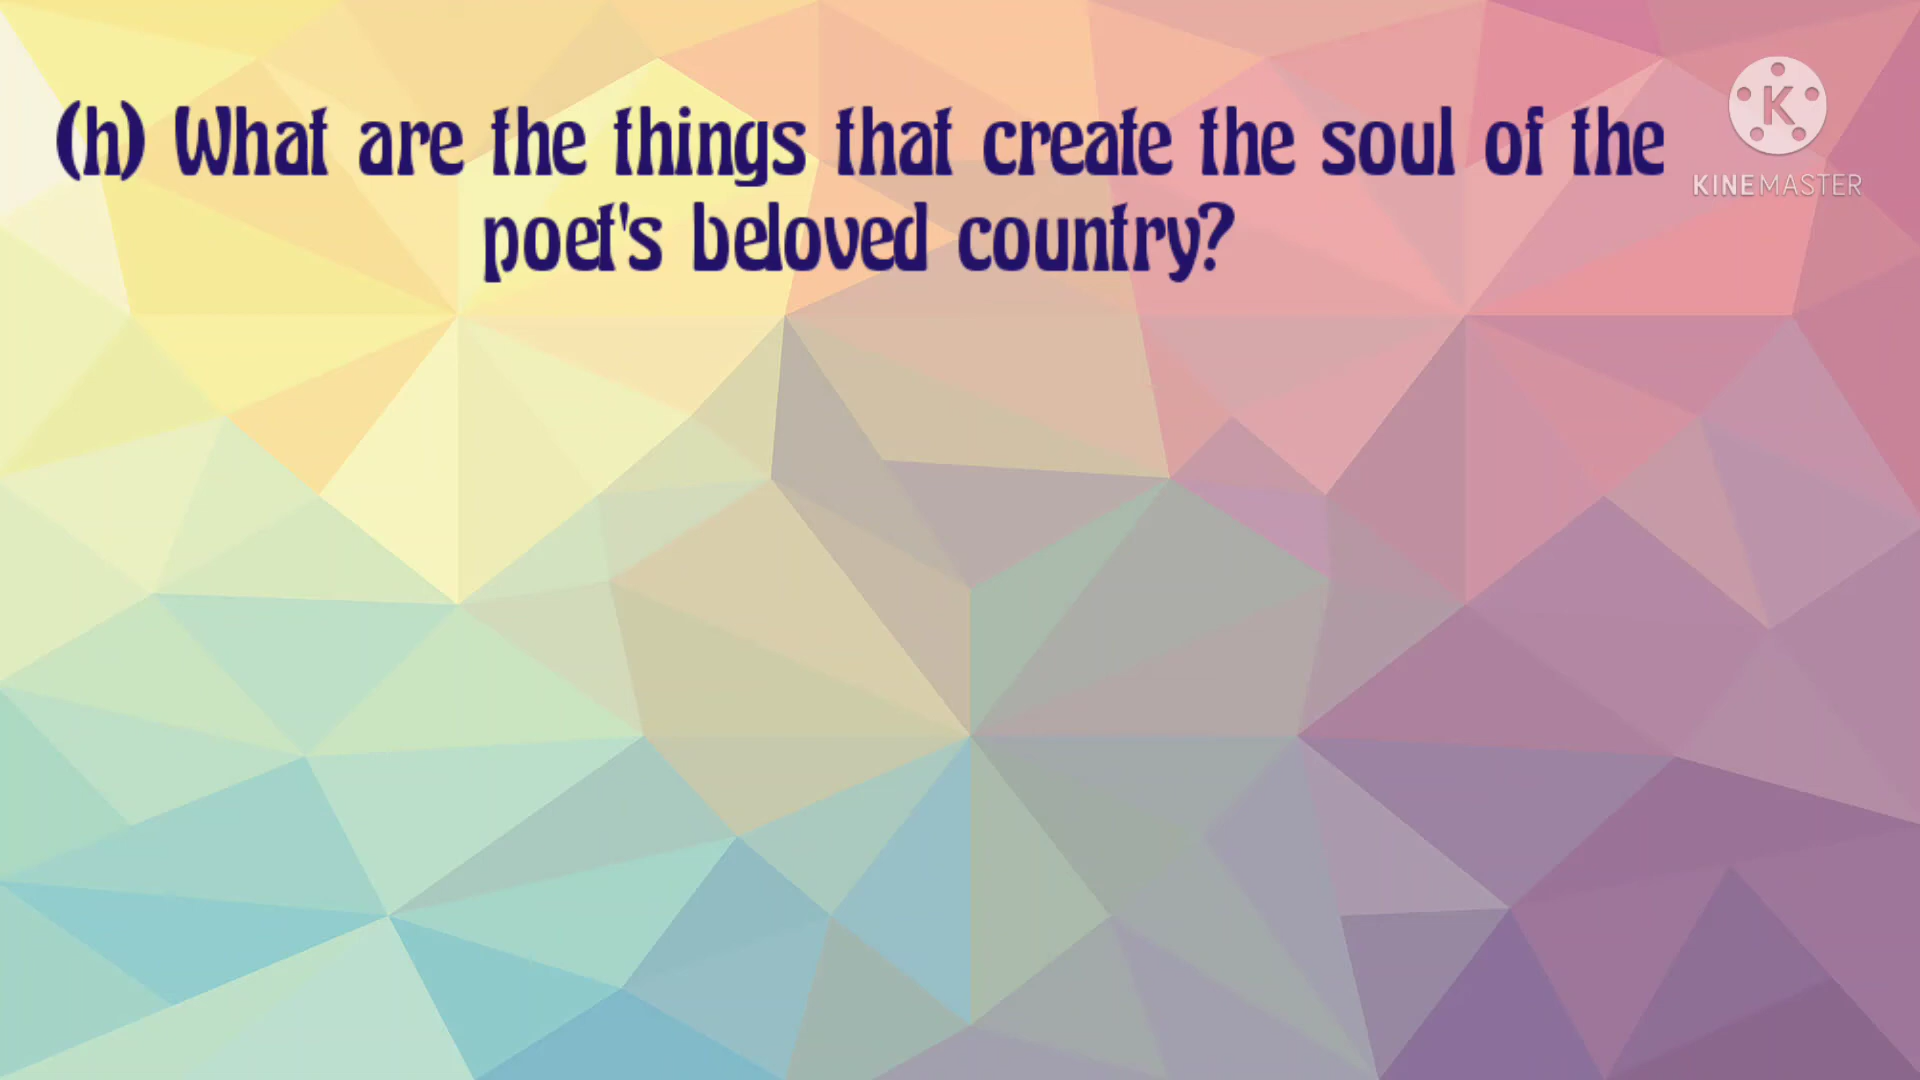 (h) What are the things that create the soul of the
poet's beloved country?
KINEMASTER